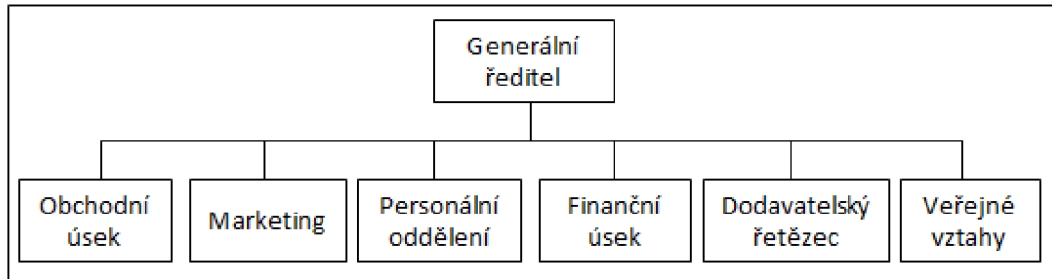 Generální
ředitel
Obchodní
úsek
Marketing
Personální
oddělení
Finanční
úsek
Dodavatelský
řetězec
Veřejné
vztahy